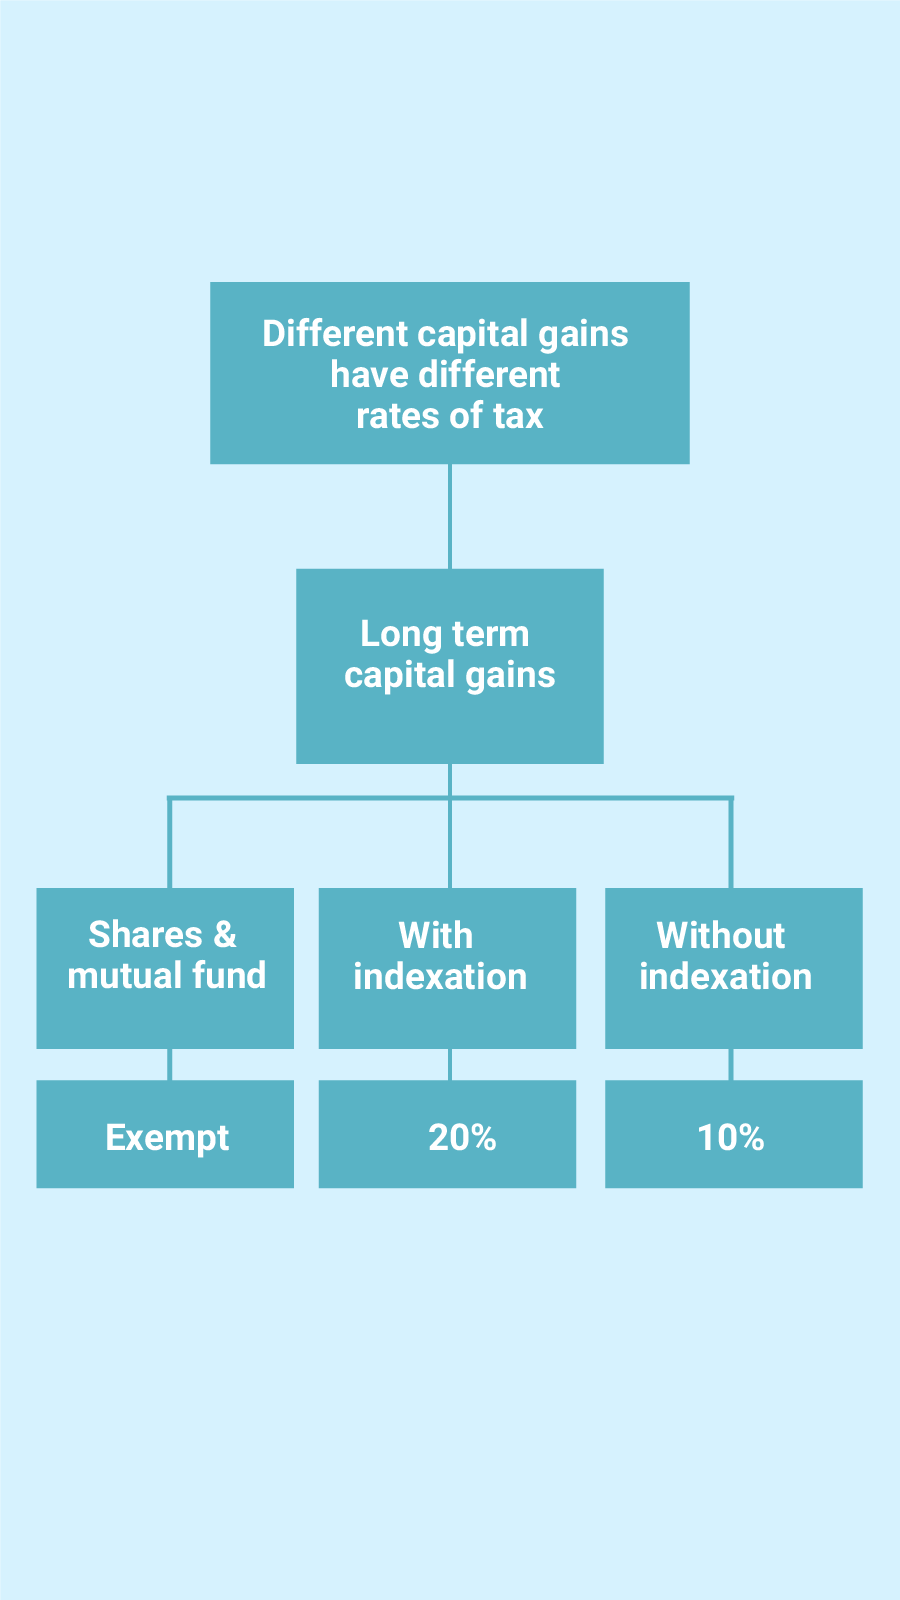 Different capital gains
have different
rates of tax
Long term
capital gains
Shares &
mutual fund
With
indexation
Without
indexation
Exempt
20%
10%